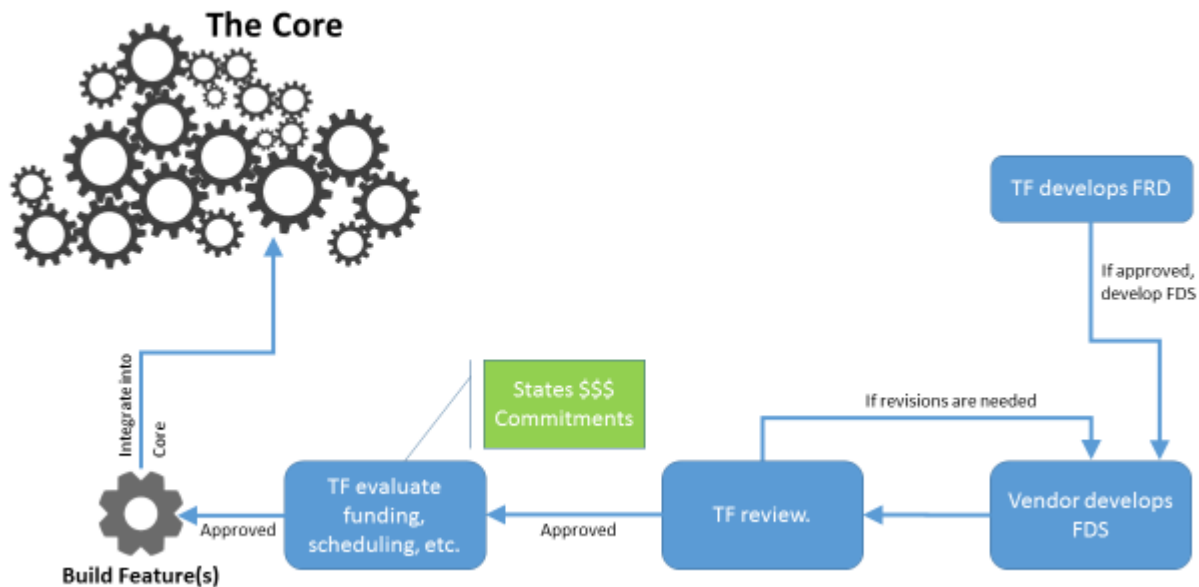 The Core
TF develops FRD
If approved,
develop FDS
States $$$
Commitments
If revisions are needed
Integrate into
Core
TF evaluate
funding,
scheduling, etc.
Approved
TF review.
Approved
Vendor develops
FDS
Build Feature(s)